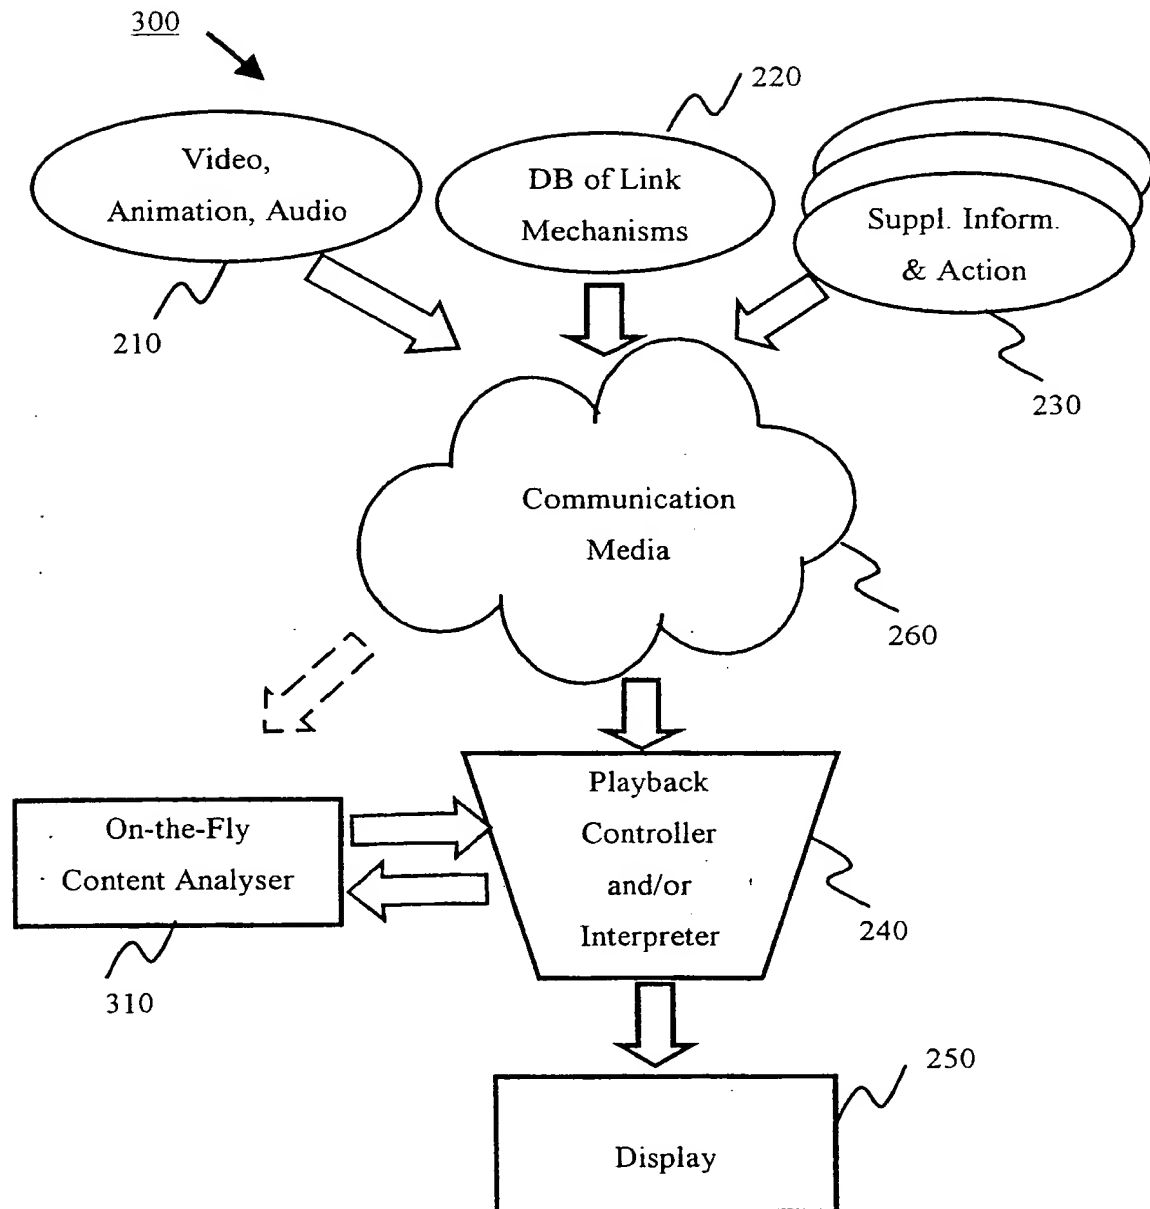 300
220
Video,
Animation, Audio
DB of Link
Mechanisms
Suppl. Inform.
& Action
210
230
Communication
Media
260
Playback
Controller
and/or
Interpreter
On-the-Fly
Content Analyser
240
310
250
Display